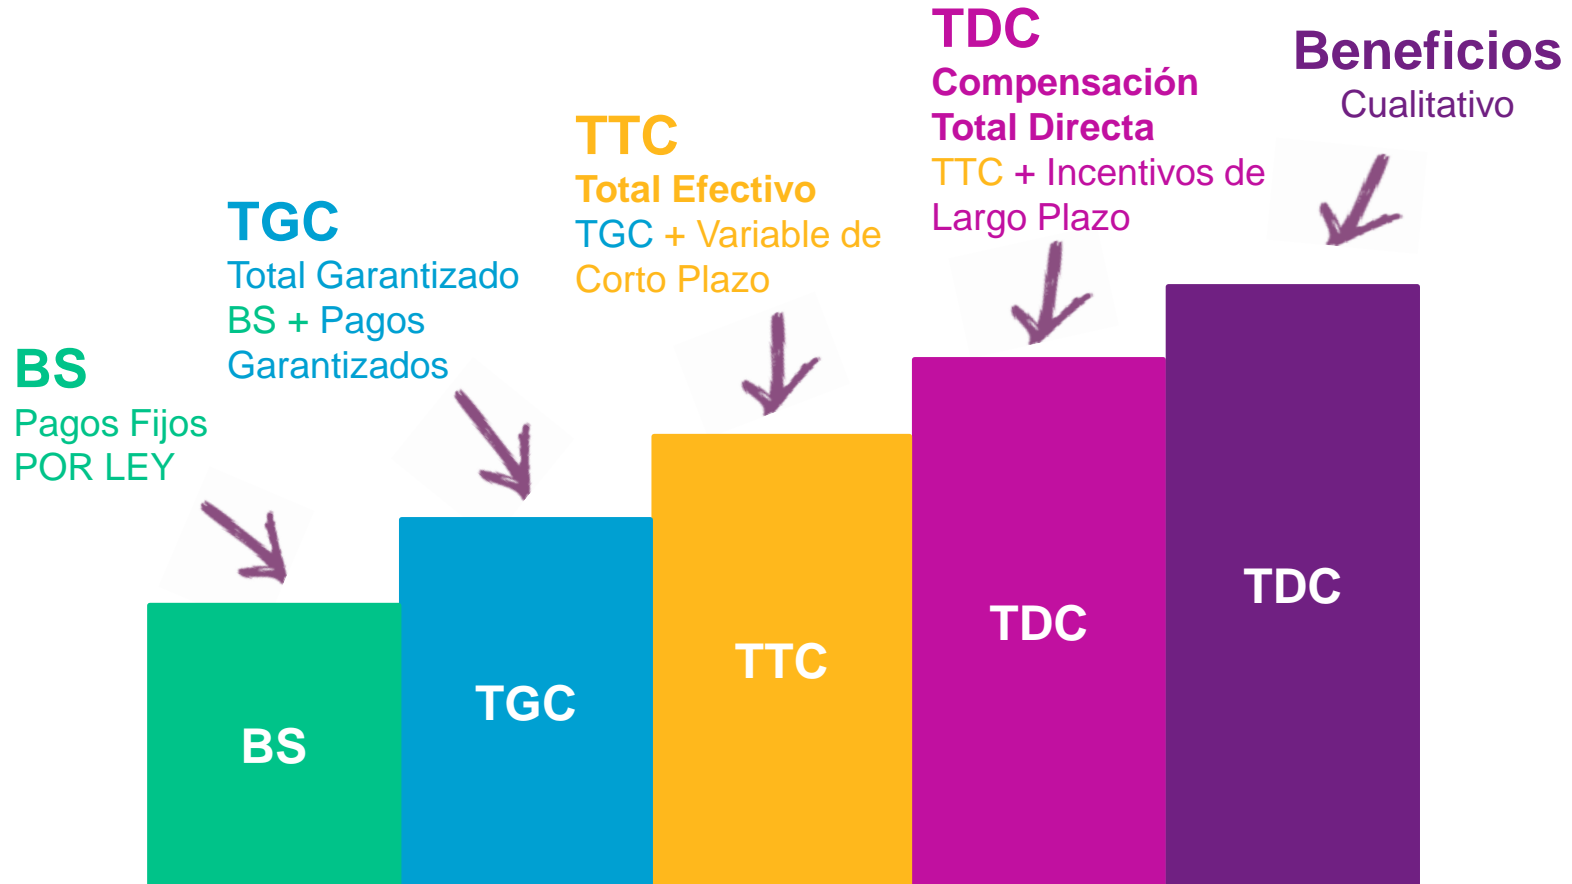 BS
Pagos Fijos
POR LEY
TGC
Total Garantizado
BS + Pagos
Garantizados
TTC
Total Efectivo
TGC + Variable de
Corto Plazo
TDC
Compensación
Total Directa
TTC + Incentivos de
Largo Plazo
Beneficios
Cualitativo
BS
TGC
TTC
TDC
TDC